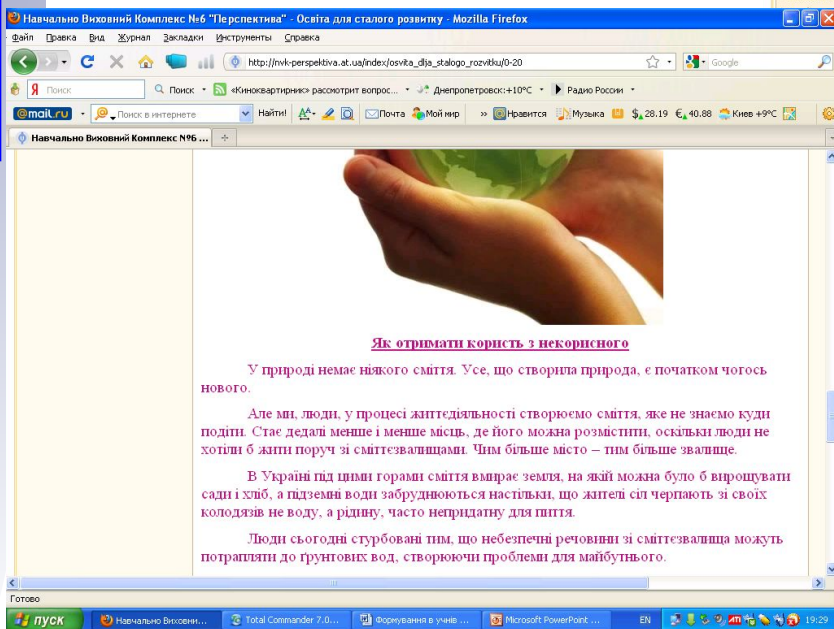 Навчально Виховний Комплекс №6 "Перспектива" - Освіта для сталого розвитку - Mozilla Firefox
Файл Правка Вид Журнал Закладки Инструменты Справка
http://nvk-perspektiva.at.ua/index/osvita_dlja_stalogo_rozvitku/0-20 Google
Я Поиск Поиск «Киноквартирник» рассмотрит вопрос... Днепропетровск:+10°C Радио России
@mail.ru Поиск в интернете Найти! Почта Мой мир » Нравится Музыка $ 28.19 € 40.88 Киев +9°C
Навчально Виховний Комплекс №6 ...
Як отримати користь з некорисного
У природі немає ніякого сміття. Усе, що створила природа, є початком чогось
нового.
Але ми, люди, у процесі життєдіяльності створюємо сміття, яке не знаємо куди
подіти. Стає дедалі менше і менше місць, де його можна розмістити, оскільки люди не
хотіли б жити поруч зі сміттєзвалищами. Чим більше місто – тим більше звалище.
В Україні під цими горами сміття вмирає земля, на якій можна було б вирощувати
сади і хліб, а підземні води забруднюються настільки, що жителі сіл черпають зі своїх
колодязів не воду, а рідину, часто непридатну для пиття.
Люди сьогодні стурбовані тим, що небезпечні речовини зі сміттєзвалища можуть
потрапляти до ґрунтових вод, створюючи проблеми для майбутнього.
Готово
пуск Навчально Виховни... Total Commander 7.0... Формування в учнів ... Microsoft PowerPoint ... EN ATI 19:29